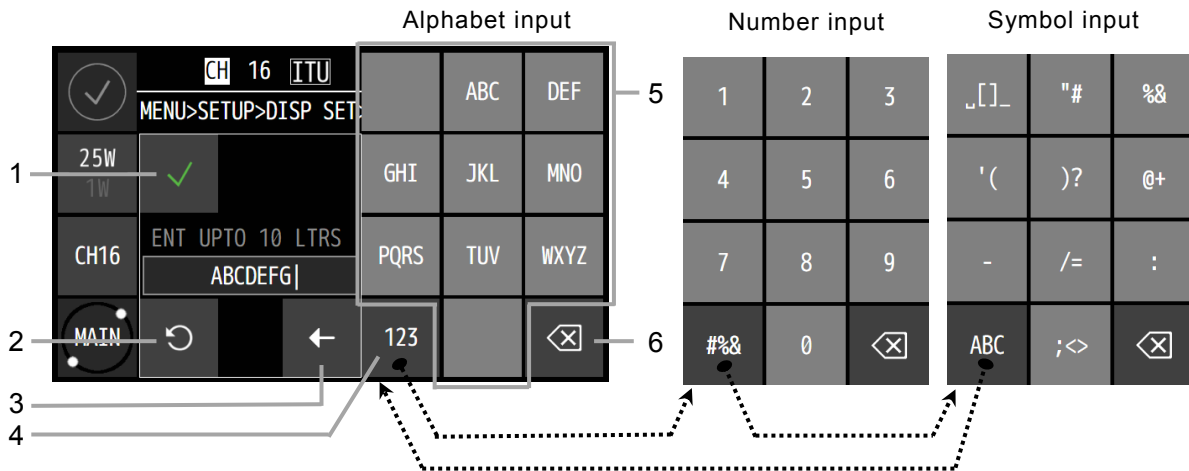 Alphabet input
Number input
Symbol input
CH 16 ITU
MENU>SETUP>DISP SET>
25W
1W
CH16
MAIN
ENT UPTO 10 LTRS
ABCDEFG
ABC DEF
GHI JKL MNO
PQRS TUV WXYZ
123
1 2 3
4 5 6
7 8 9
#%& 0
␣[]_ "# %&
'( )? @+
- /= :
ABC ;<>
1
2
3
4
5
6